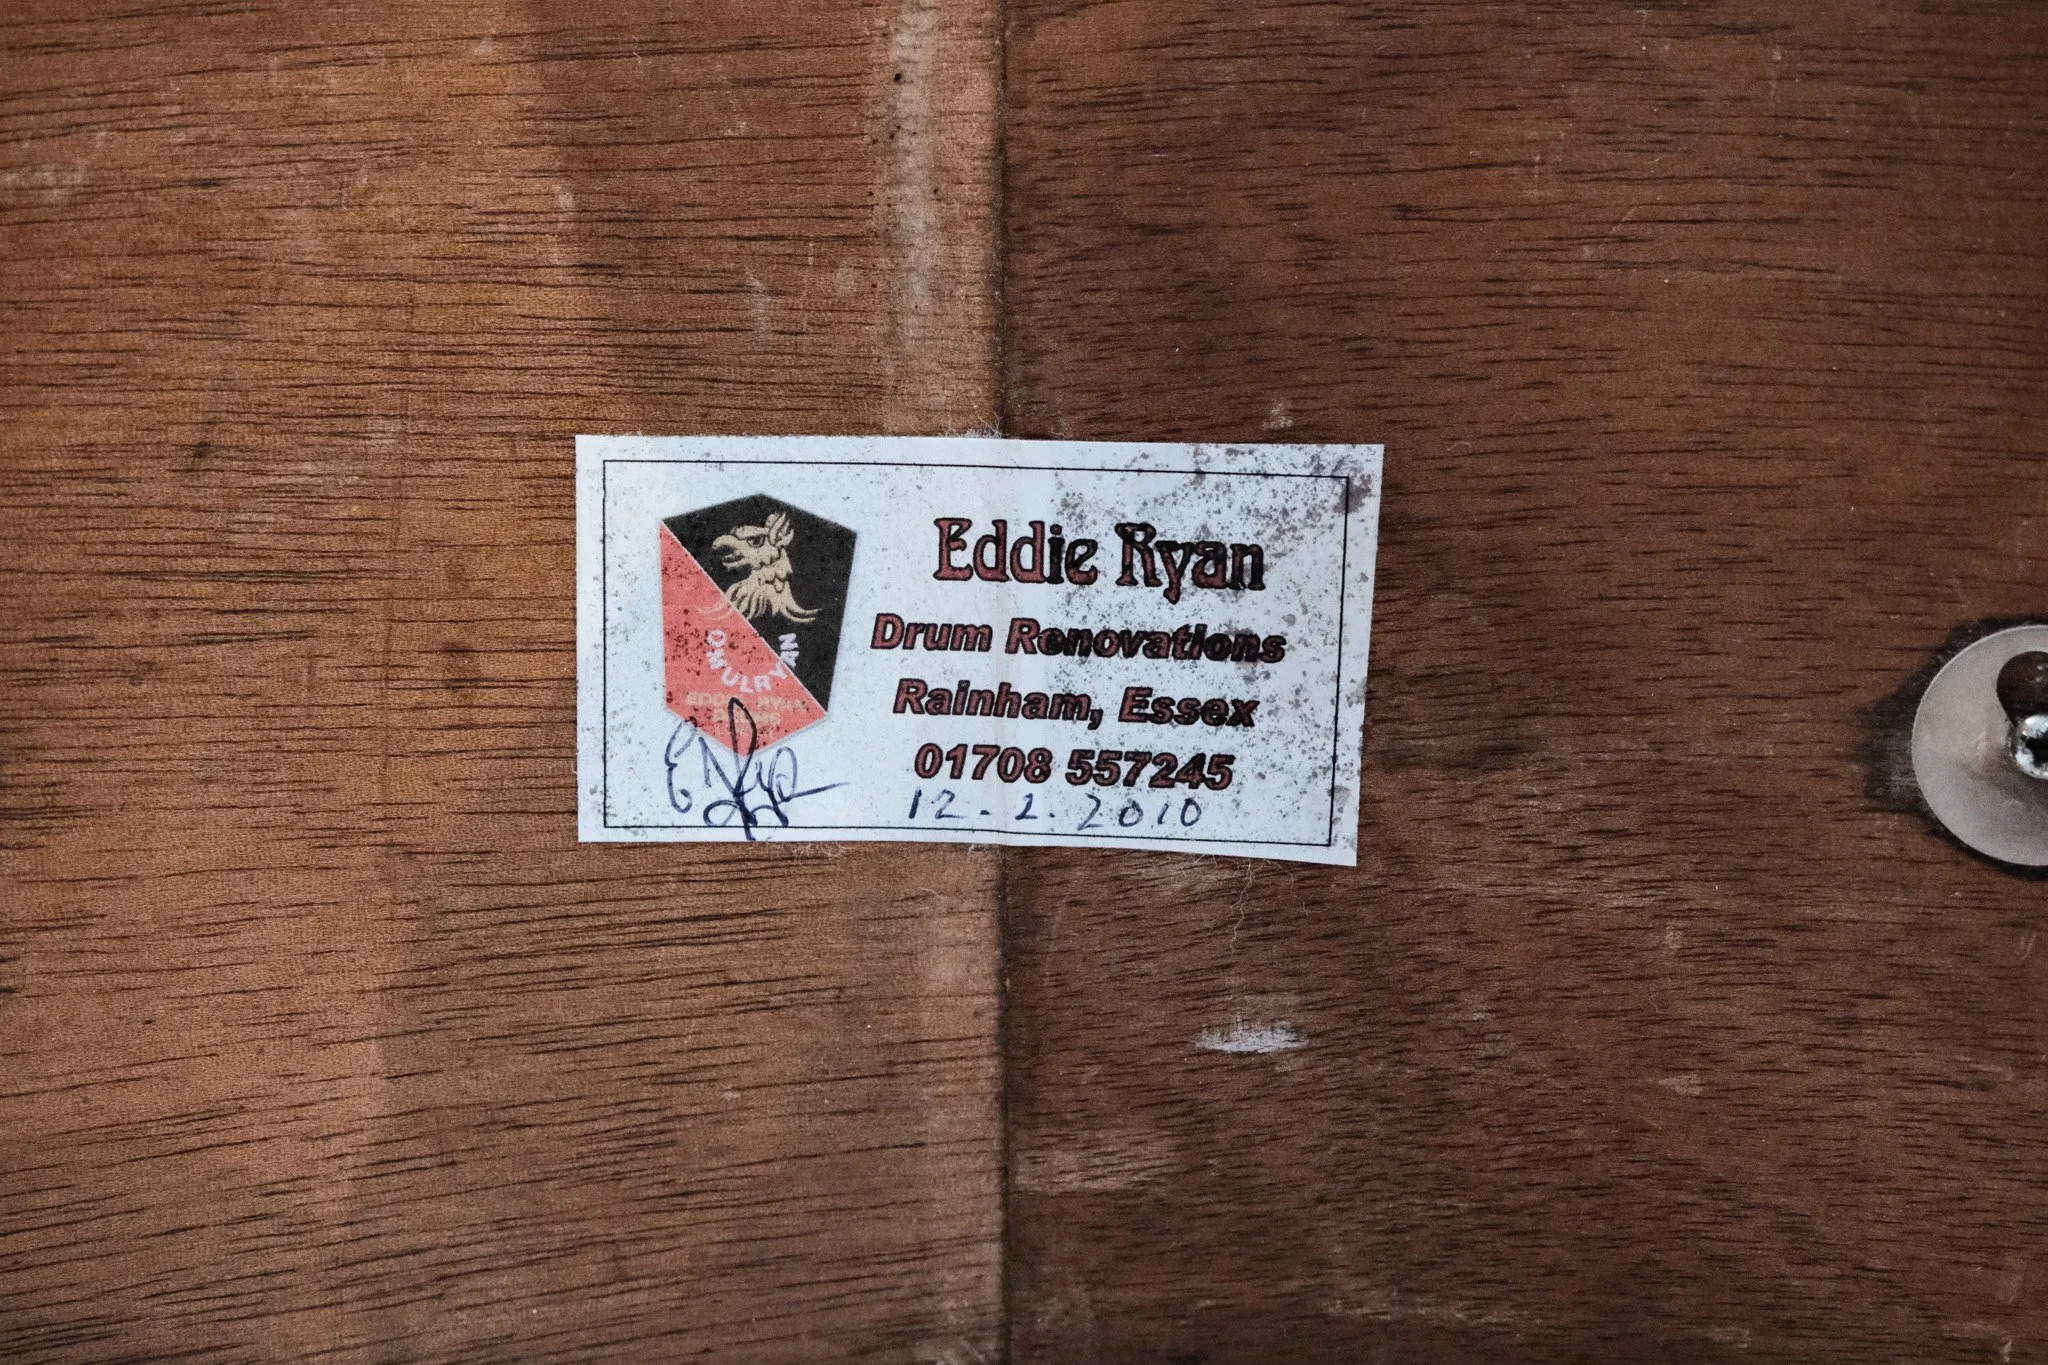 Eddie Ryan
Drum Renovations
Rainham, Essex
01708 557245
12.2.2010